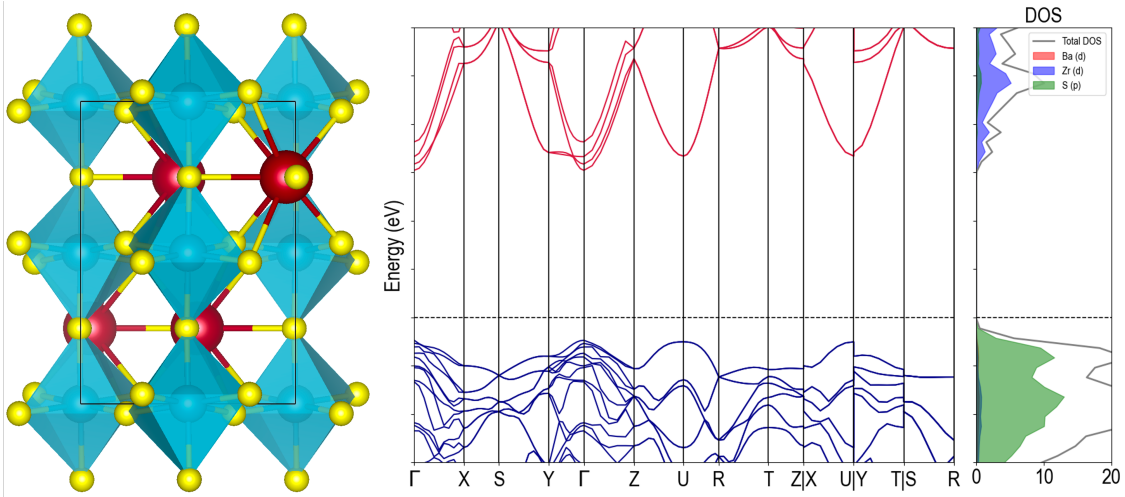 DOS
Total DOS
Ba (d)
Zr (d)
S (p)
Energy (eV)
Γ X S Y Γ Z U R T Z|X U|Y T|S R
0 10 20